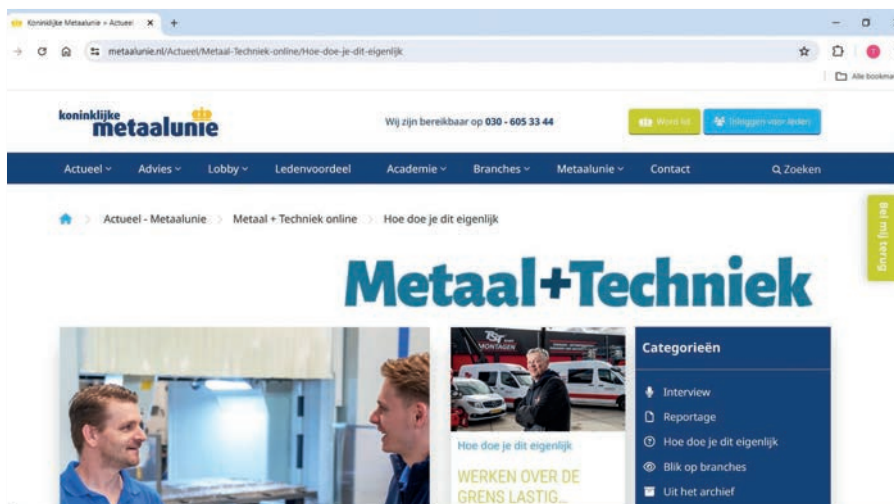 Koninklijke Metaalunie » Actueel
metaalunie.nl/Actueel/Metaal-Techniek-online/Hoe-doe-je-dit-eigenlijk
Alle bookmar
koninklijke
metaalunie
Wij zijn bereikbaar op 030 - 605 33 44
Word lid
Inloggen voor leden
Actueel Advies Lobby Ledenvoordeel Academie Branches Metaalunie Contact Zoeken
Actueel - Metaalunie > Metaal + Techniek online > Hoe doe je dit eigenlijk
Bel mij terug
Metaal+Techniek
TST
MONTAGEN
Hoe doe je dit eigenlijk
WERKEN OVER DE
GRENS LASTIG...
Categorieën
Interview
Reportage
Hoe doe je dit eigenlijk
Blik op branches
Uit het archief